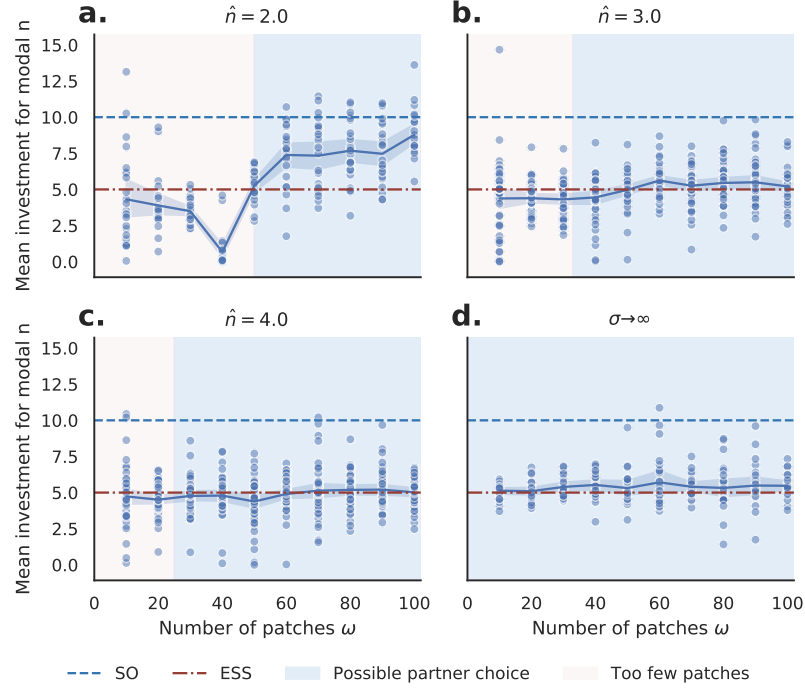 a. n̂ = 2.0
b. n̂ = 3.0
Mean investment for modal n
15.0
12.5
10.0
7.5
5.0
2.5
0.0
c. n̂ = 4.0
d. σ→∞
Mean investment for modal n
15.0
12.5
10.0
7.5
5.0
2.5
0.0
0 20 40 60 80 100
0 20 40 60 80 100
Number of patches ω
Number of patches ω
SO ESS Possible partner choice Too few patches